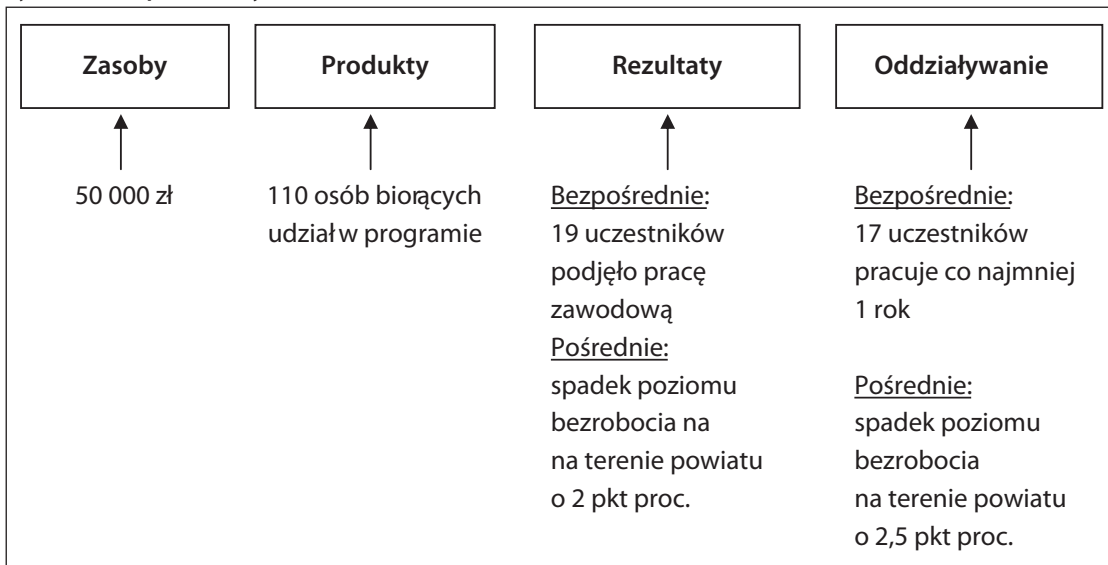 Zasoby
Produkty
Rezultaty
Oddziaływanie
50 000 zł
110 osób biorących
udział w programie
Bezpośrednie:
19 uczestników
podjęło pracę
zawodową
Pośrednie:
spadek poziomu
bezrobocia na
na terenie powiatu
o 2 pkt proc.
Bezpośrednie:
17 uczestników
pracuje co najmniej
1 rok
Pośrednie:
spadek poziomu
bezrobocia
na terenie powiatu
o 2,5 pkt proc.